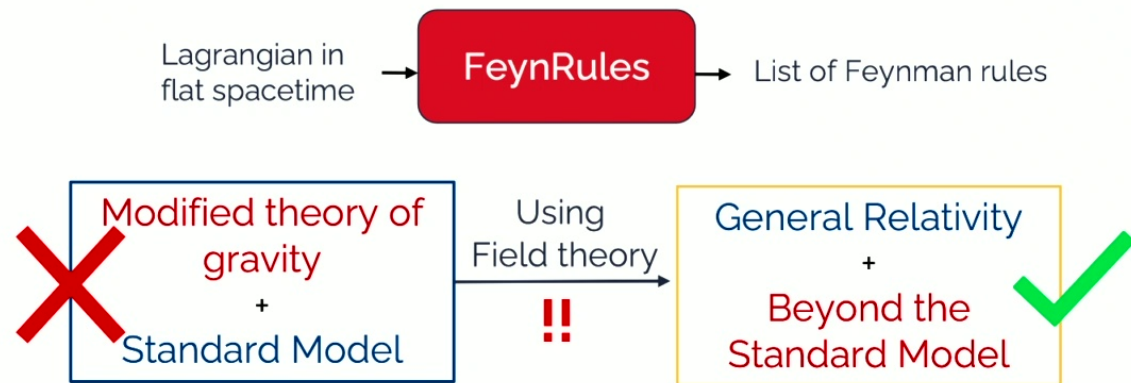 Lagrangian in
flat spacetime
FeynRules
List of Feynman rules
Modified theory of
gravity
+
Standard Model
Using
Field theory
!!
General Relativity
+
Beyond the
Standard Model